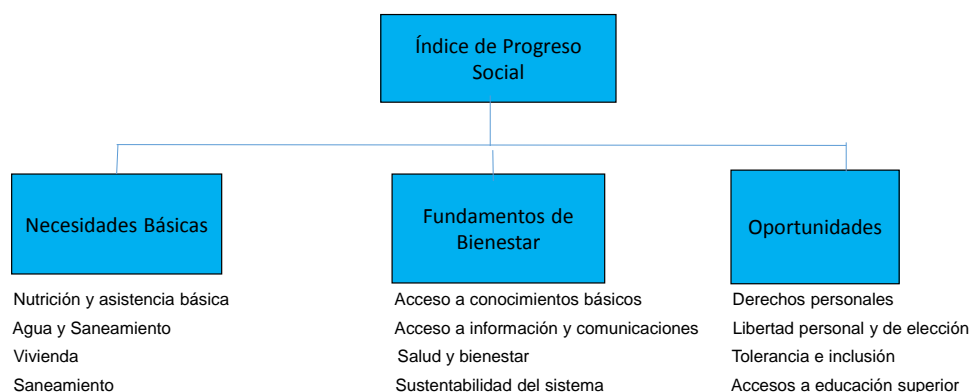 Índice de Progreso
Social
Necesidades Básicas
Fundamentos de
Bienestar
Oportunidades
Nutrición y asistencia básica
Agua y Saneamiento
Vivienda
Saneamiento
Acceso a conocimientos básicos
Acceso a información y comunicaciones
Salud y bienestar
Sustentabilidad del sistema
Derechos personales
Libertad personal y de elección
Tolerancia e inclusión
Accesos a educación superior